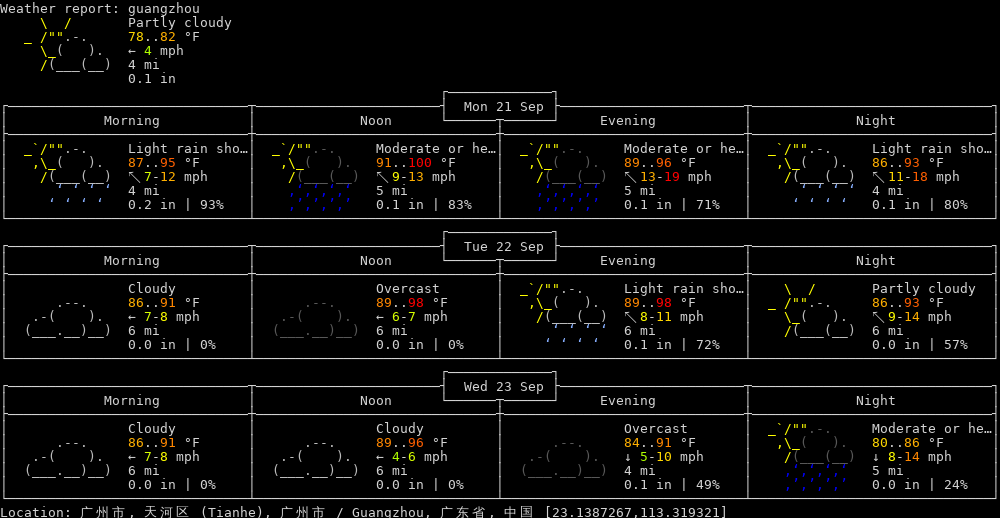 Weather report: guangzhou
Partly cloudy
78..82 °F
← 4 mph
4 mi
0.1 in
Mon 21 Sep
Morning Noon Evening Night
Light rain sho… Moderate or he… Moderate or he… Light rain sho…
87..95 °F 91..100 °F 89..96 °F 86..93 °F
↖ 7-12 mph ↖ 9-13 mph ↖ 13-19 mph ↖ 11-18 mph
4 mi 5 mi 5 mi 4 mi
0.2 in | 93% 0.1 in | 83% 0.1 in | 71% 0.1 in | 80%
Tue 22 Sep
Morning Noon Evening Night
Cloudy Overcast Light rain sho… Partly cloudy
86..91 °F 89..98 °F 89..98 °F 86..93 °F
← 7-8 mph ← 6-7 mph ↖ 8-11 mph ↖ 9-14 mph
6 mi 6 mi 6 mi 6 mi
0.0 in | 0% 0.0 in | 0% 0.1 in | 72% 0.0 in | 57%
Wed 23 Sep
Morning Noon Evening Night
Cloudy Cloudy Overcast Moderate or he…
86..91 °F 89..96 °F 84..91 °F 80..86 °F
← 7-8 mph ← 4-6 mph ↓ 5-10 mph ↓ 8-14 mph
6 mi 6 mi 4 mi 5 mi
0.0 in | 0% 0.0 in | 0% 0.1 in | 49% 0.0 in | 24%
Location: 广州市, 天河区 (Tianhe), 广州市 / Guangzhou, 广东省, 中国 [23.1387267,113.319321]